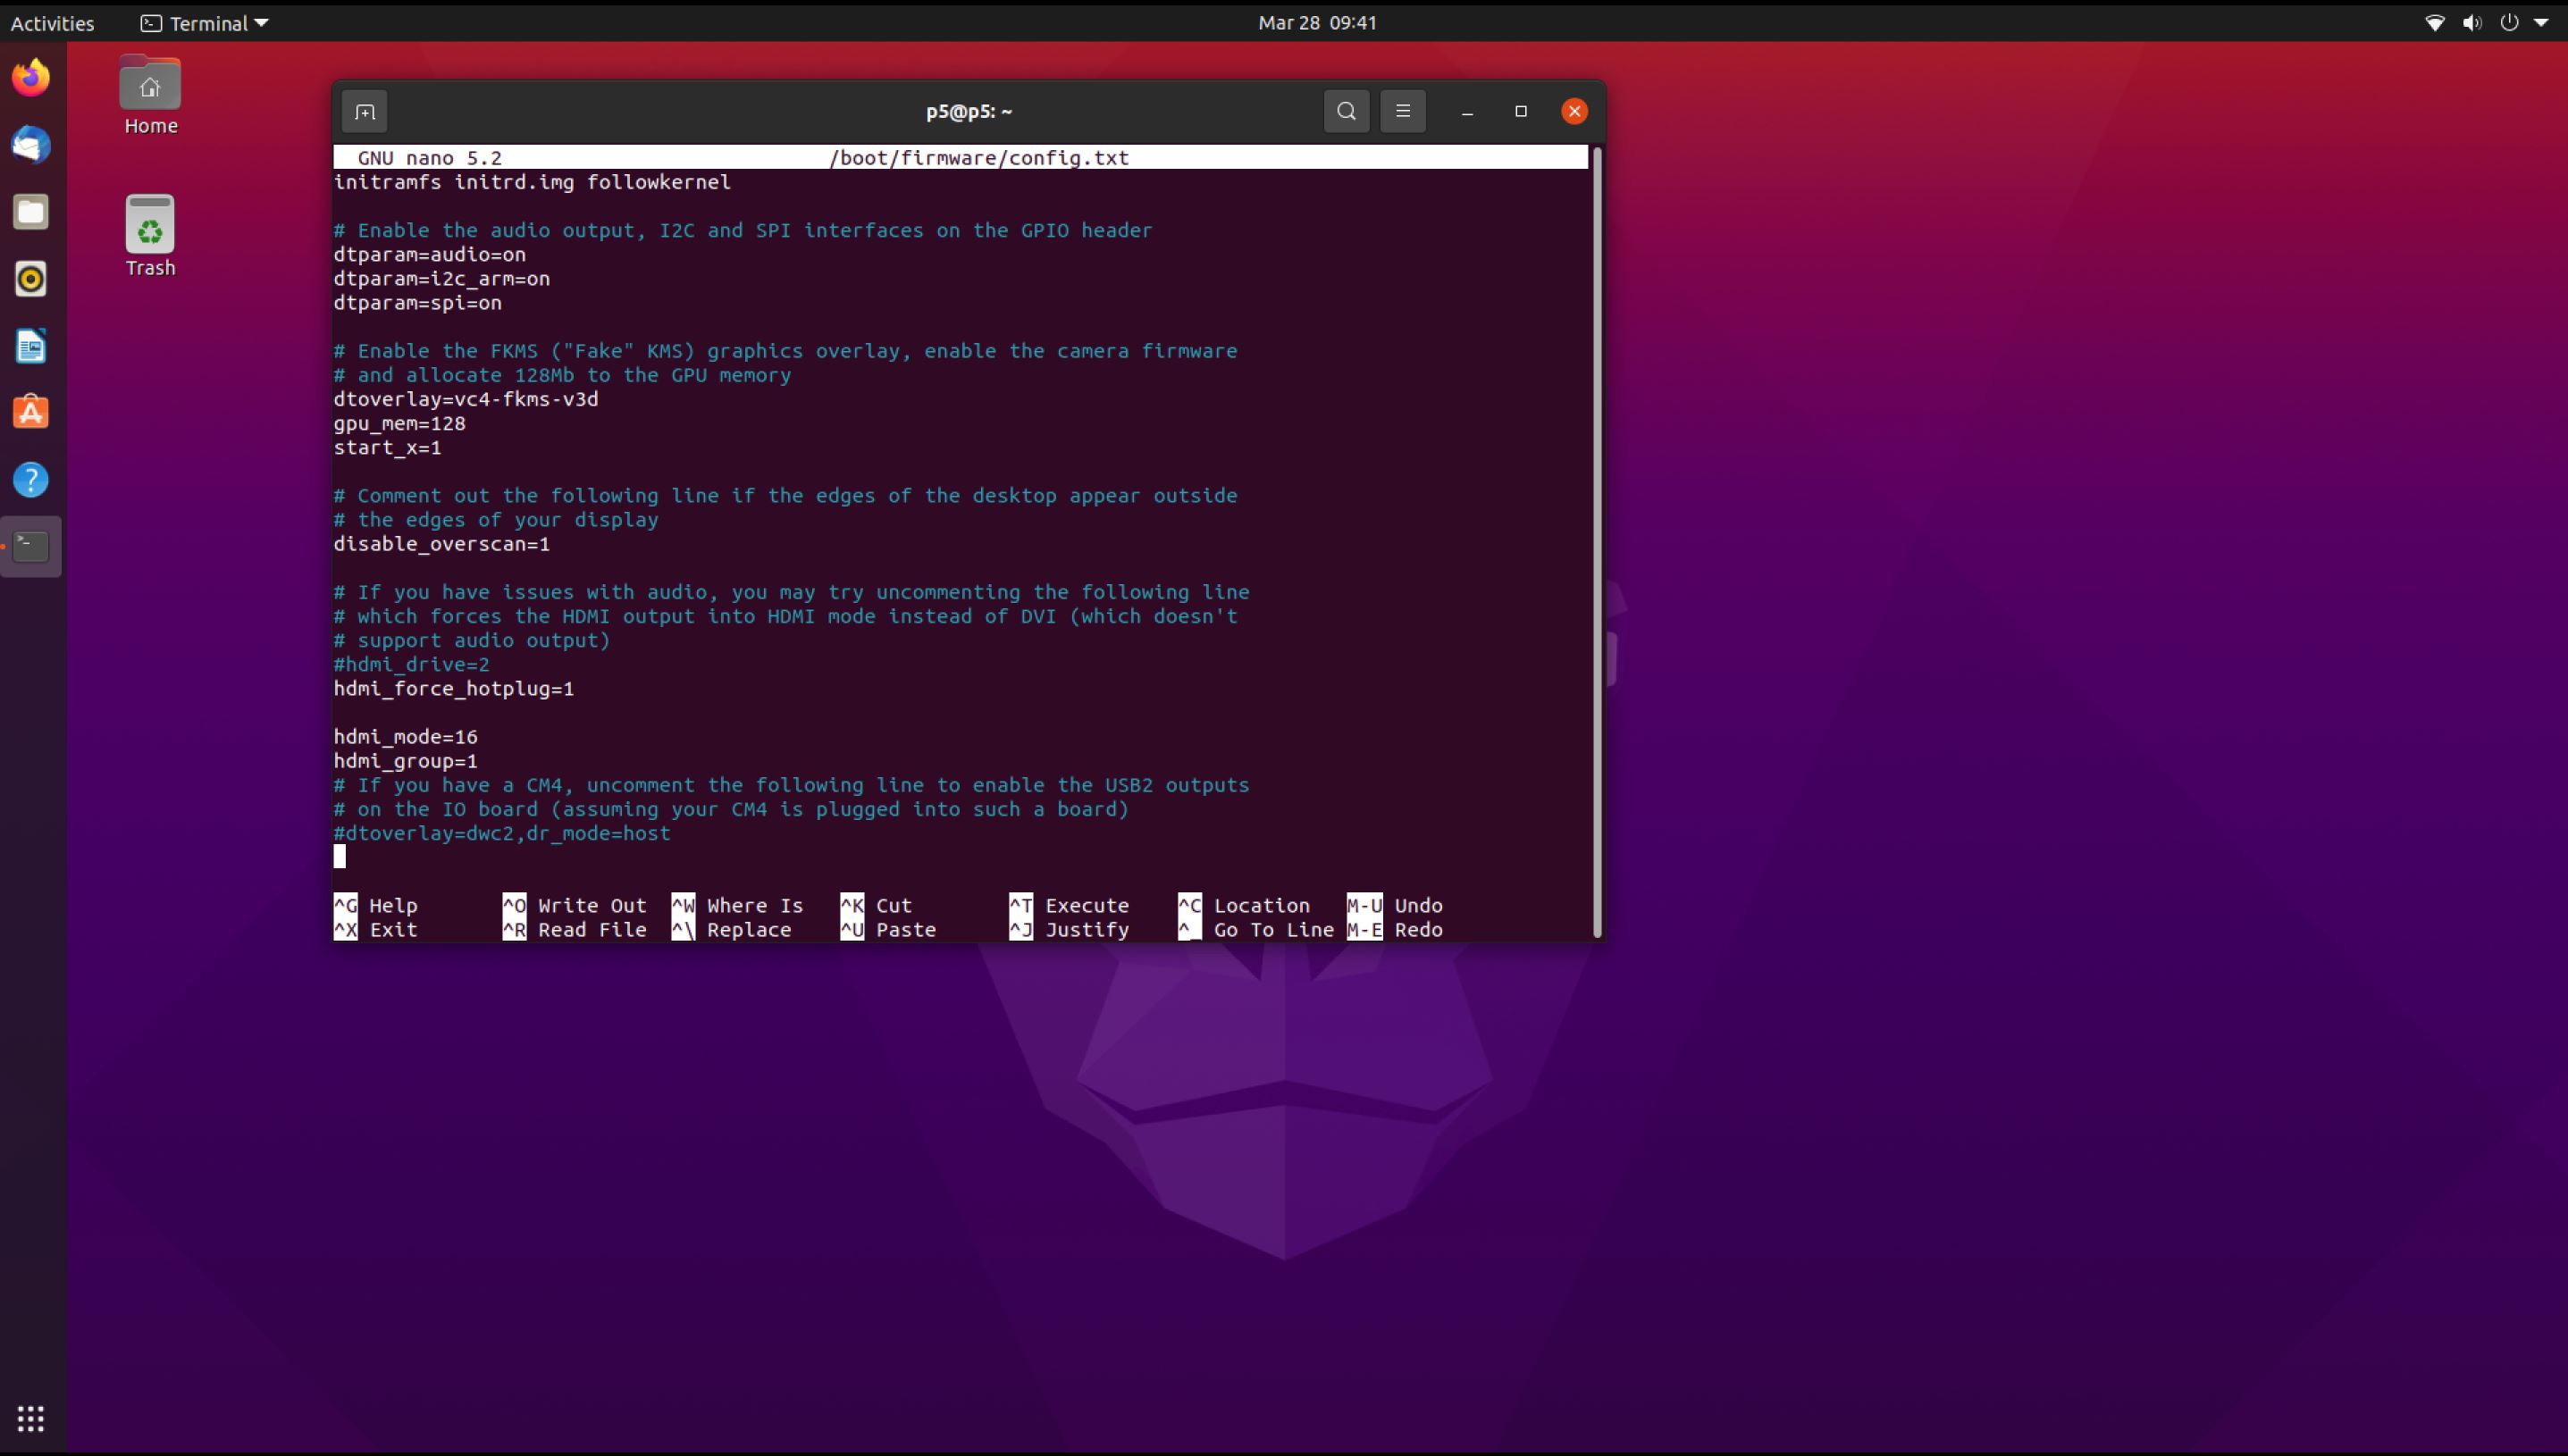 Activities
Terminal
Mar 28 09:41
Home
Trash
p5@p5: ~
GNU nano 5.2 /boot/firmware/config.txt
initramfs initrd.img followkernel
# Enable the audio output, I2C and SPI interfaces on the GPIO header
dtparam=audio=on
dtparam=i2c_arm=on
dtparam=spi=on
# Enable the FKMS ("Fake" KMS) graphics overlay, enable the camera firmware
# and allocate 128Mb to the GPU memory
dtoverlay=vc4-fkms-v3d
gpu_mem=128
start_x=1
# Comment out the following line if the edges of the desktop appear outside
# the edges of your display
disable_overscan=1
# If you have issues with audio, you may try uncommenting the following line
# which forces the HDMI output into HDMI mode instead of DVI (which doesn't
# support audio output)
#hdmi_drive=2
hdmi_force_hotplug=1
hdmi_mode=16
hdmi_group=1
# If you have a CM4, uncomment the following line to enable the USB2 outputs
# on the IO board (assuming your CM4 is plugged into such a board)
#dtoverlay=dwc2,dr_mode=host
^G Help ^O Write Out ^W Where Is ^K Cut ^T Execute ^C Location M-U Undo
^X Exit ^R Read File ^\ Replace ^U Paste ^J Justify ^_ Go To Line M-E Redo